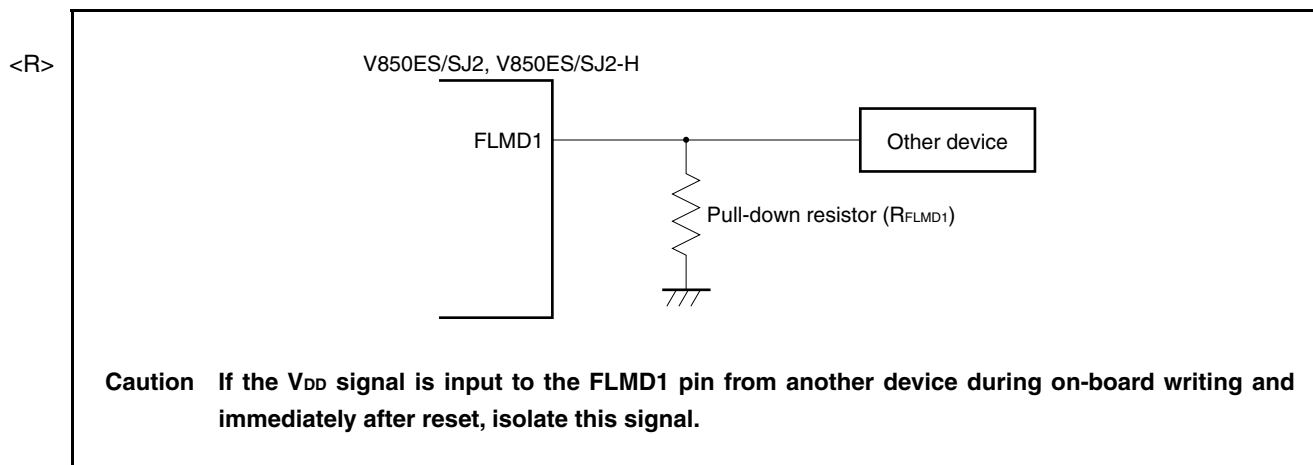 <R>
V850ES/SJ2, V850ES/SJ2-H
FLMD1
Other device
Pull-down resistor (RFLMD1)
Caution If the VDD signal is input to the FLMD1 pin from another device during on-board writing and
immediately after reset, isolate this signal.